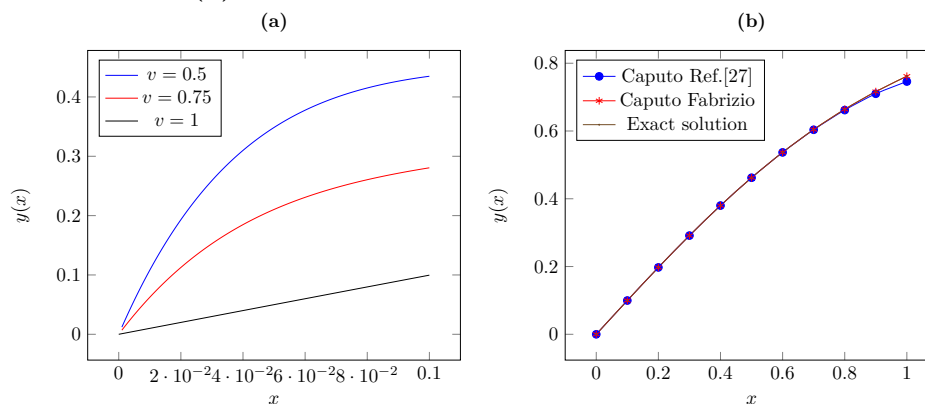 (a)
v = 0.5
v = 0.75
v = 1
y(x)
0.4
0.3
0.2
0.1
0
0 2 · 10⁻² 4 · 10⁻² 6 · 10⁻² 8 · 10⁻² 0.1
x
(b)
Caputo Ref.[27]
Caputo Fabrizio
Exact solution
y(x)
0.8
0.6
0.4
0.2
0
0 0.2 0.4 0.6 0.8 1
x